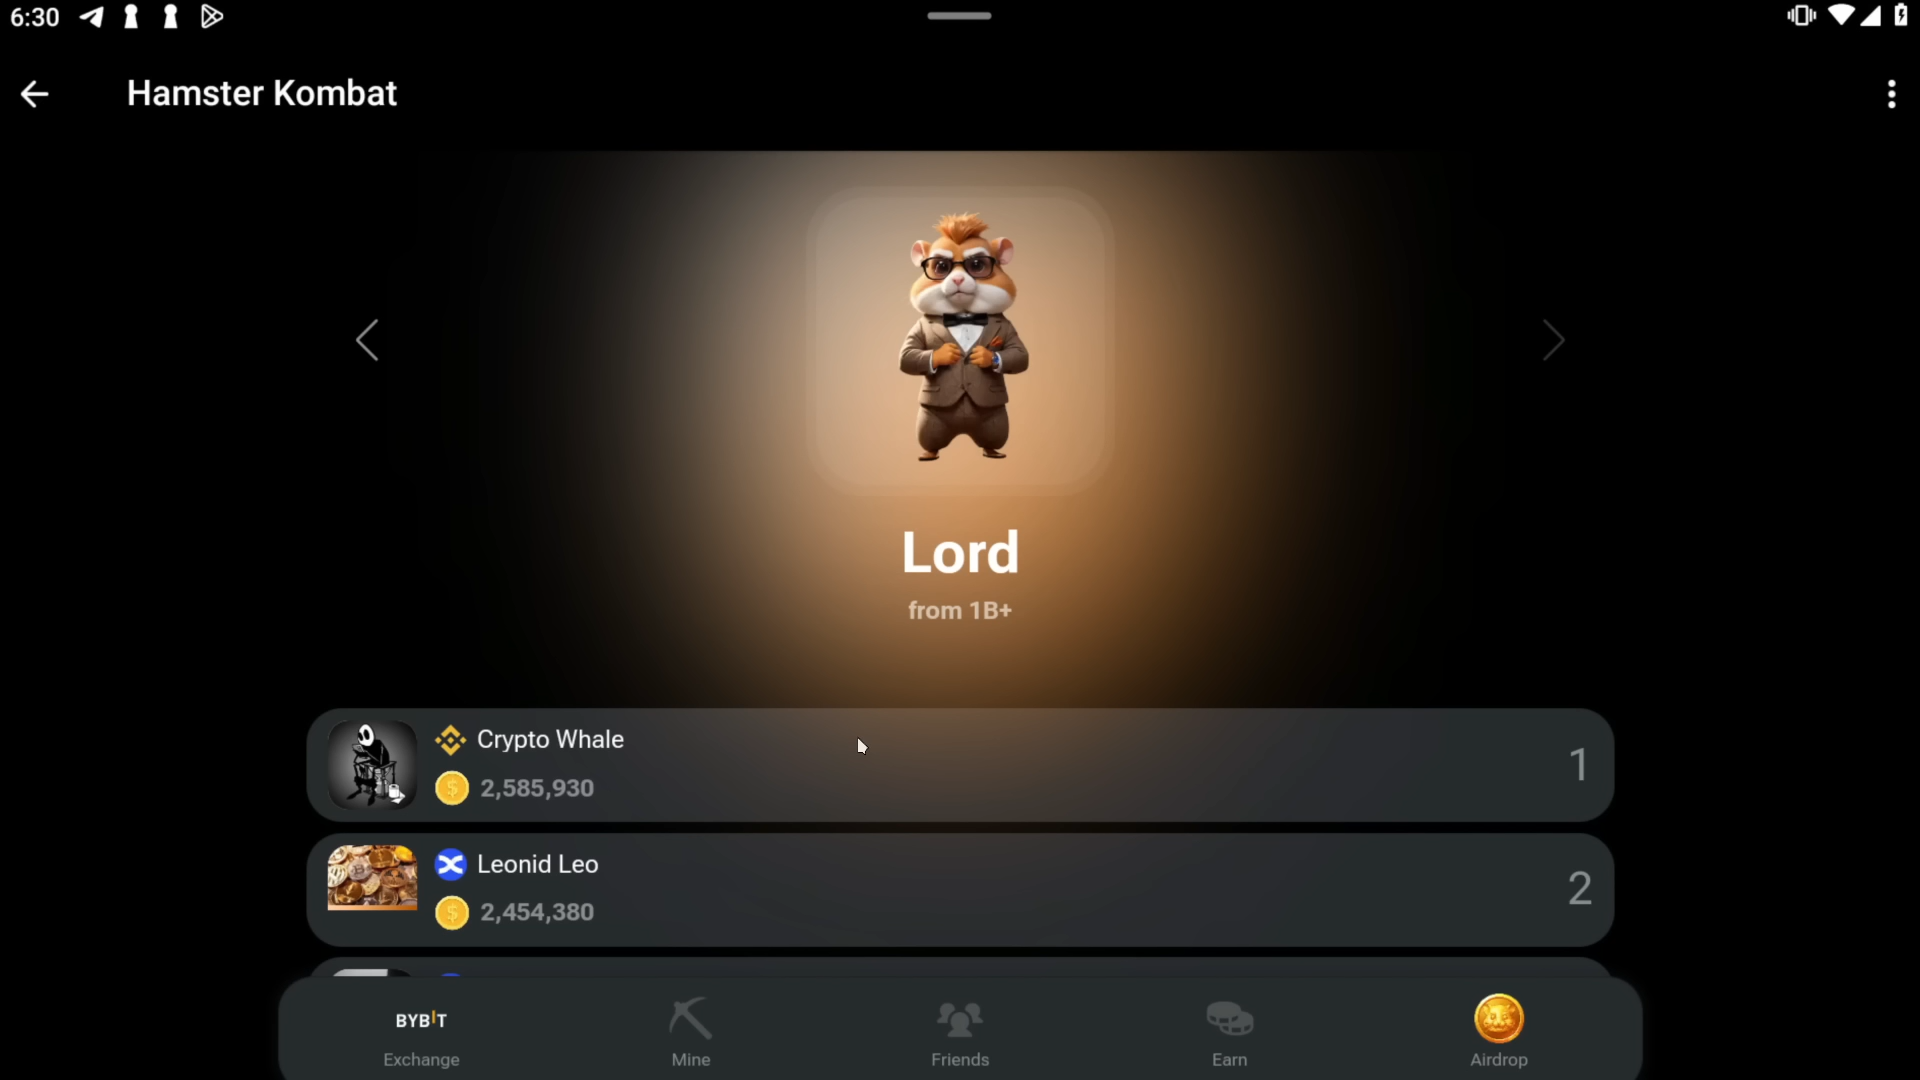 6:30
Hamster Kombat
Lord
from 1B+
Crypto Whale
2,585,930
1
Leonid Leo
2,454,380
2
BYBIT
Exchange
Mine
Friends
Earn
Airdrop